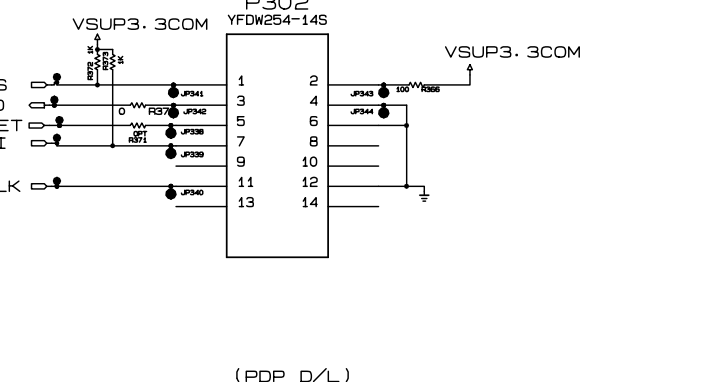 P302
YFDW254-14S
VSUP3.3COM
VSUP3.3COM
R372 1K
R373 1K
S
1
2
JP341
JP343
100
R366
3
4
0
JP342
JP344
ET
5
6
OPT
R371
JP338
I
7
8
JP339
9
10
LK
11
12
JP340
13
14
(PDP D/L)